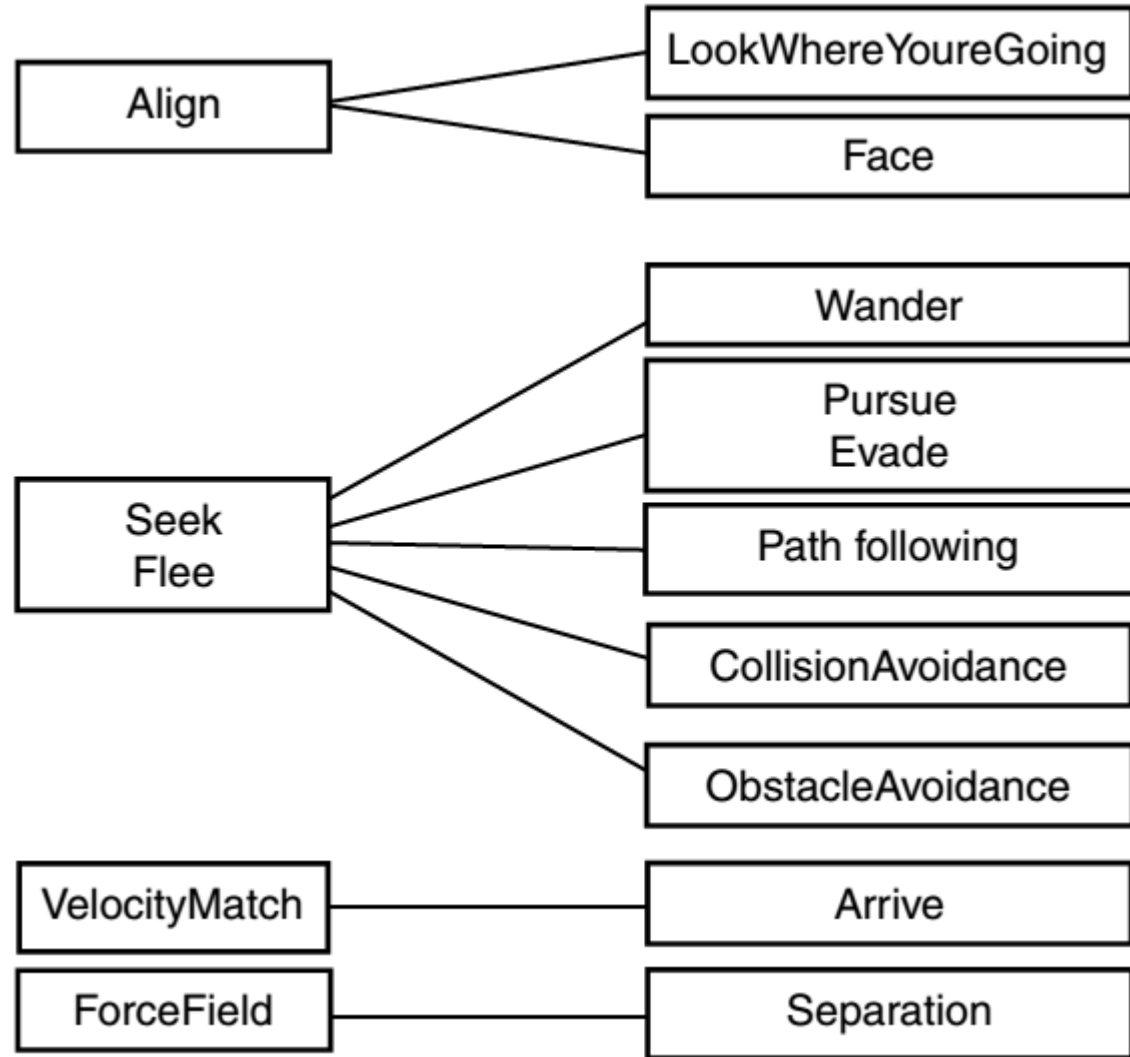 LookWhereYoureGoing
Align
Face
Wander
Pursue
Evade
Seek
Flee
Path following
CollisionAvoidance
ObstacleAvoidance
VelocityMatch
Arrive
ForceField
Separation